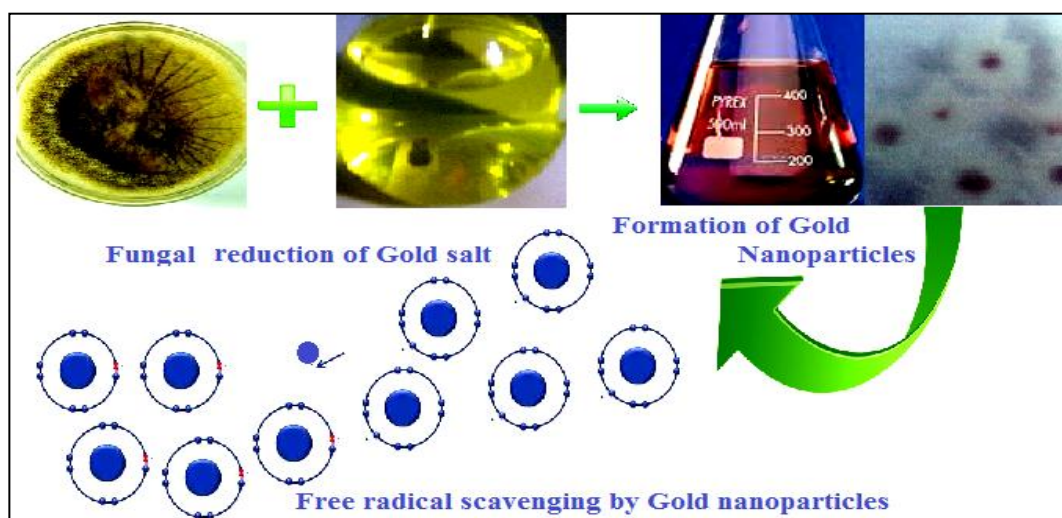 PYREX
500ml
400
300
200
Formation of Gold
Nanoparticles
Fungal reduction of Gold salt
Free radical scavenging by Gold nanoparticles